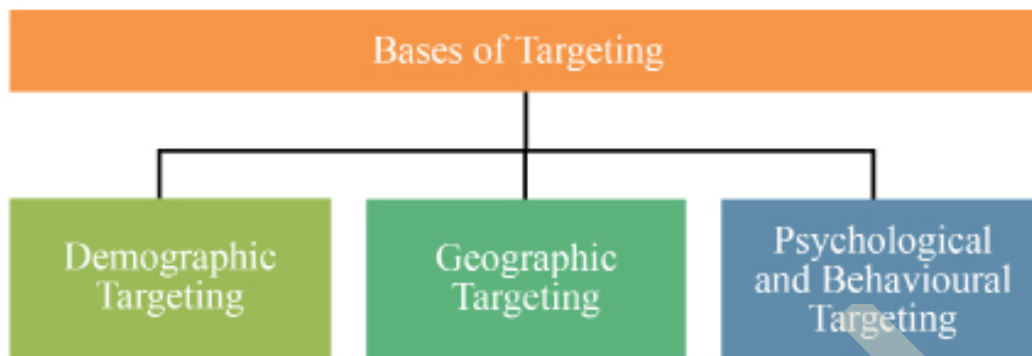 Bases of Targeting
Demographic
Targeting
Geographic
Targeting
Psychological
and Behavioural
Targeting